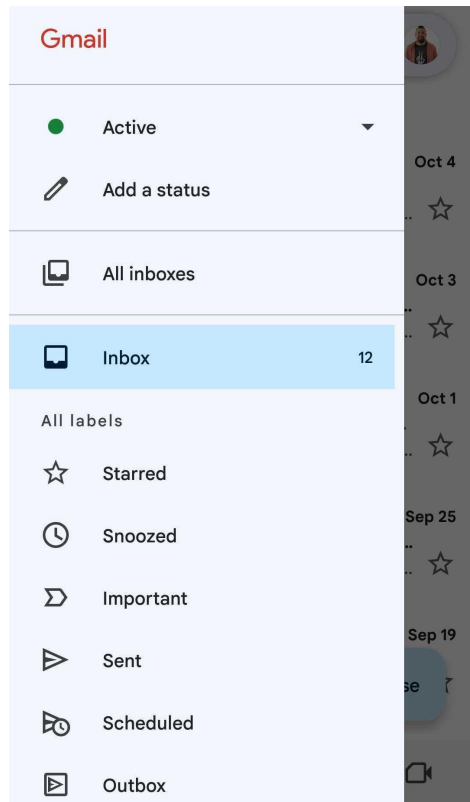 Gmail
Active
Add a status
All inboxes
Inbox 12
All labels
Starred
Snoozed
Important
Sent
Scheduled
Outbox
Oct 4
..
Oct 3
..
..
Oct 1
..
Sep 25
..
..
Sep 19
se